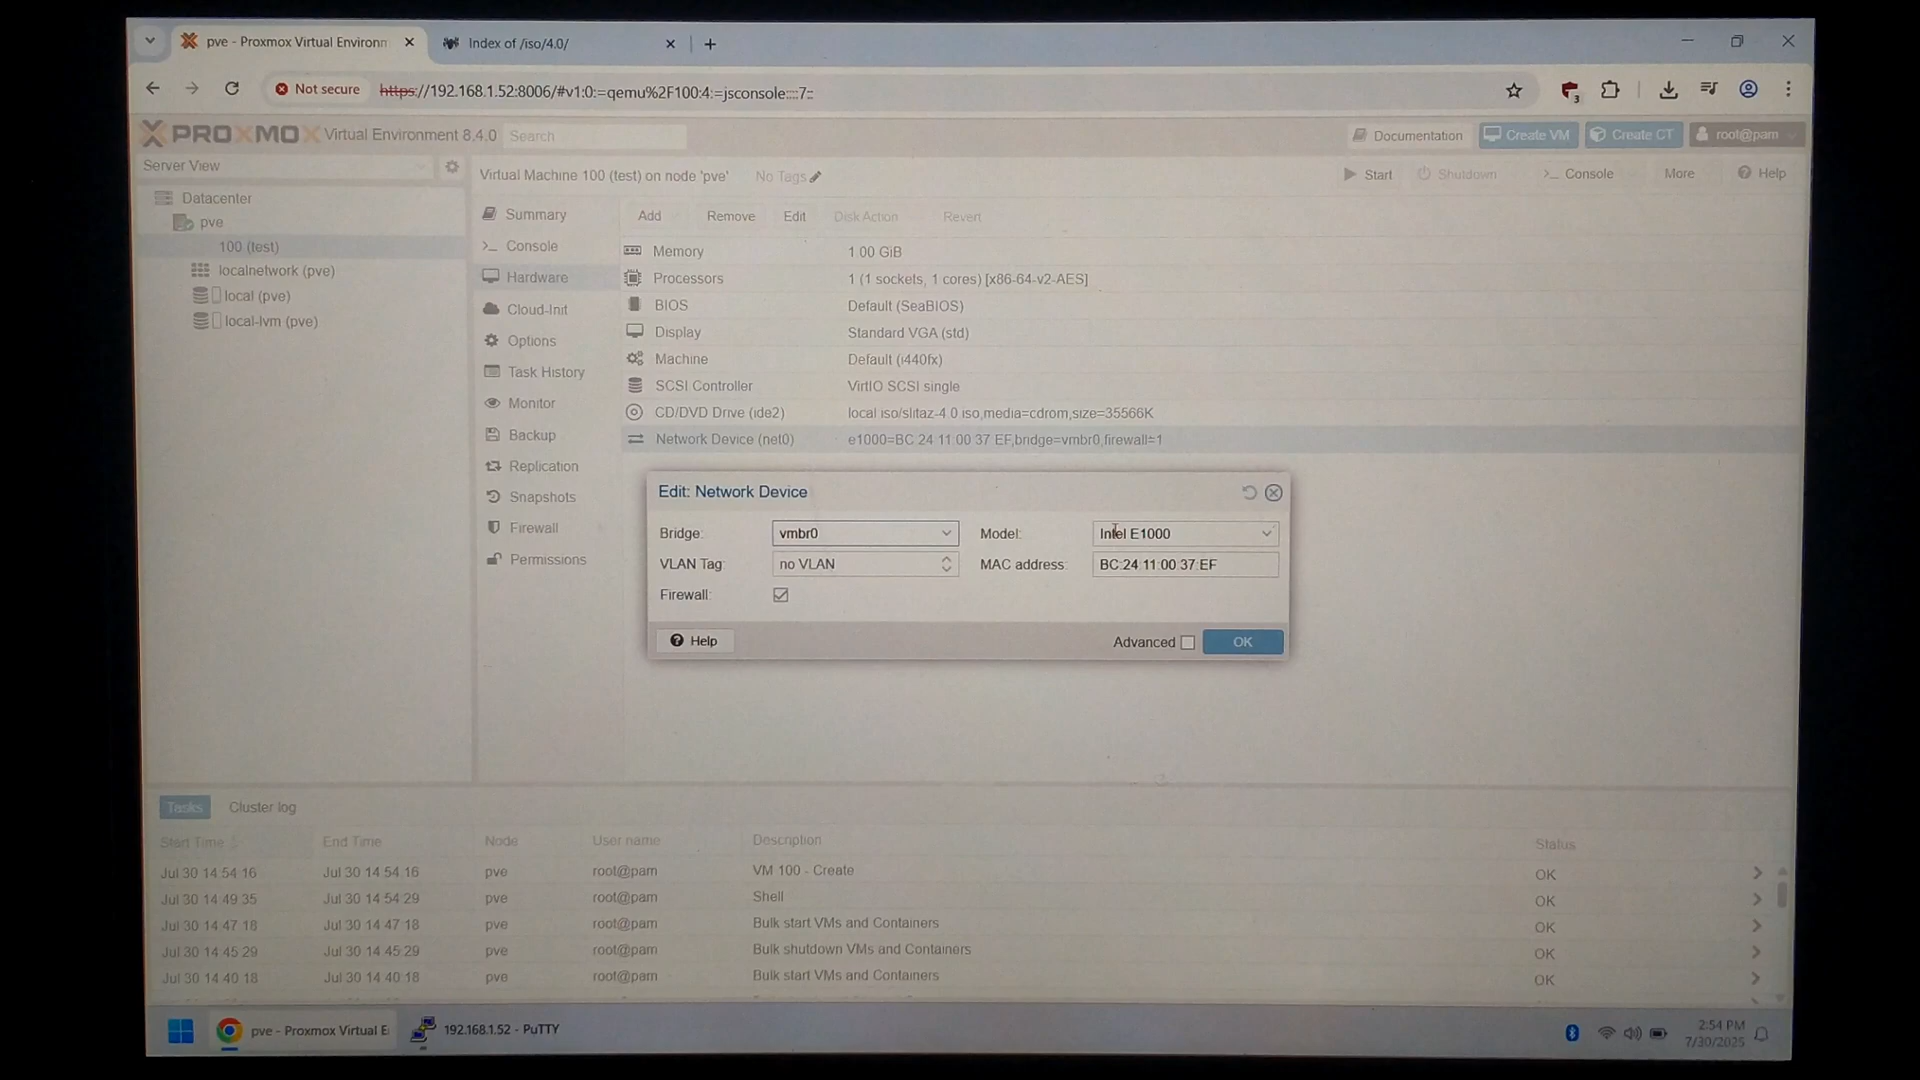 pve - Proxmox Virtual Environn
Index of /iso/4.0/
Not secure
https://192.168.1.52:8006/#v1:0:=qemu%2F100:4:=jsconsole::::7::
3
PROXMOX Virtual Environment 8.4.0
Search
Documentation
Create VM
Create CT
root@pam
Server View
Virtual Machine 100 (test) on node 'pve'
No Tags
Start
Shutdown
Console
More
Help
Datacenter
pve
100 (test)
localnetwork (pve)
local (pve)
local-lvm (pve)
Summary
Console
Hardware
Cloud-Init
Options
Task History
Monitor
Backup
Replication
Snapshots
Firewall
Permissions
Add
Remove
Edit
Disk Action
Revert
Memory 1.00 GiB
Processors 1 (1 sockets, 1 cores) [x86-64-v2-AES]
BIOS Default (SeaBIOS)
Display Standard VGA (std)
Machine Default (i440fx)
SCSI Controller VirtIO SCSI single
CD/DVD Drive (ide2) local:iso/slitaz-4.0.iso,media=cdrom,size=35566K
Network Device (net0) e1000=BC:24:11:00:37:EF,bridge=vmbr0,firewall=1
Edit: Network Device
Bridge: vmbr0
Model: Intel E1000
VLAN Tag: no VLAN
MAC address: BC:24:11:00:37:EF
Firewall:
Help
Advanced
OK
Tasks
Cluster log
Start Time End Time Node User name Description Status
Jul 30 14:54:16 Jul 30 14:54:16 pve root@pam VM 100 - Create OK
Jul 30 14:49:35 Jul 30 14:54:29 pve root@pam Shell OK
Jul 30 14:47:18 Jul 30 14:47:18 pve root@pam Bulk start VMs and Containers OK
Jul 30 14:45:29 Jul 30 14:45:29 pve root@pam Bulk shutdown VMs and Containers OK
Jul 30 14:40:18 Jul 30 14:40:18 pve root@pam Bulk start VMs and Containers OK
pve - Proxmox Virtual E
192.168.1.52 - PuTTY
2:54 PM
7/30/2025